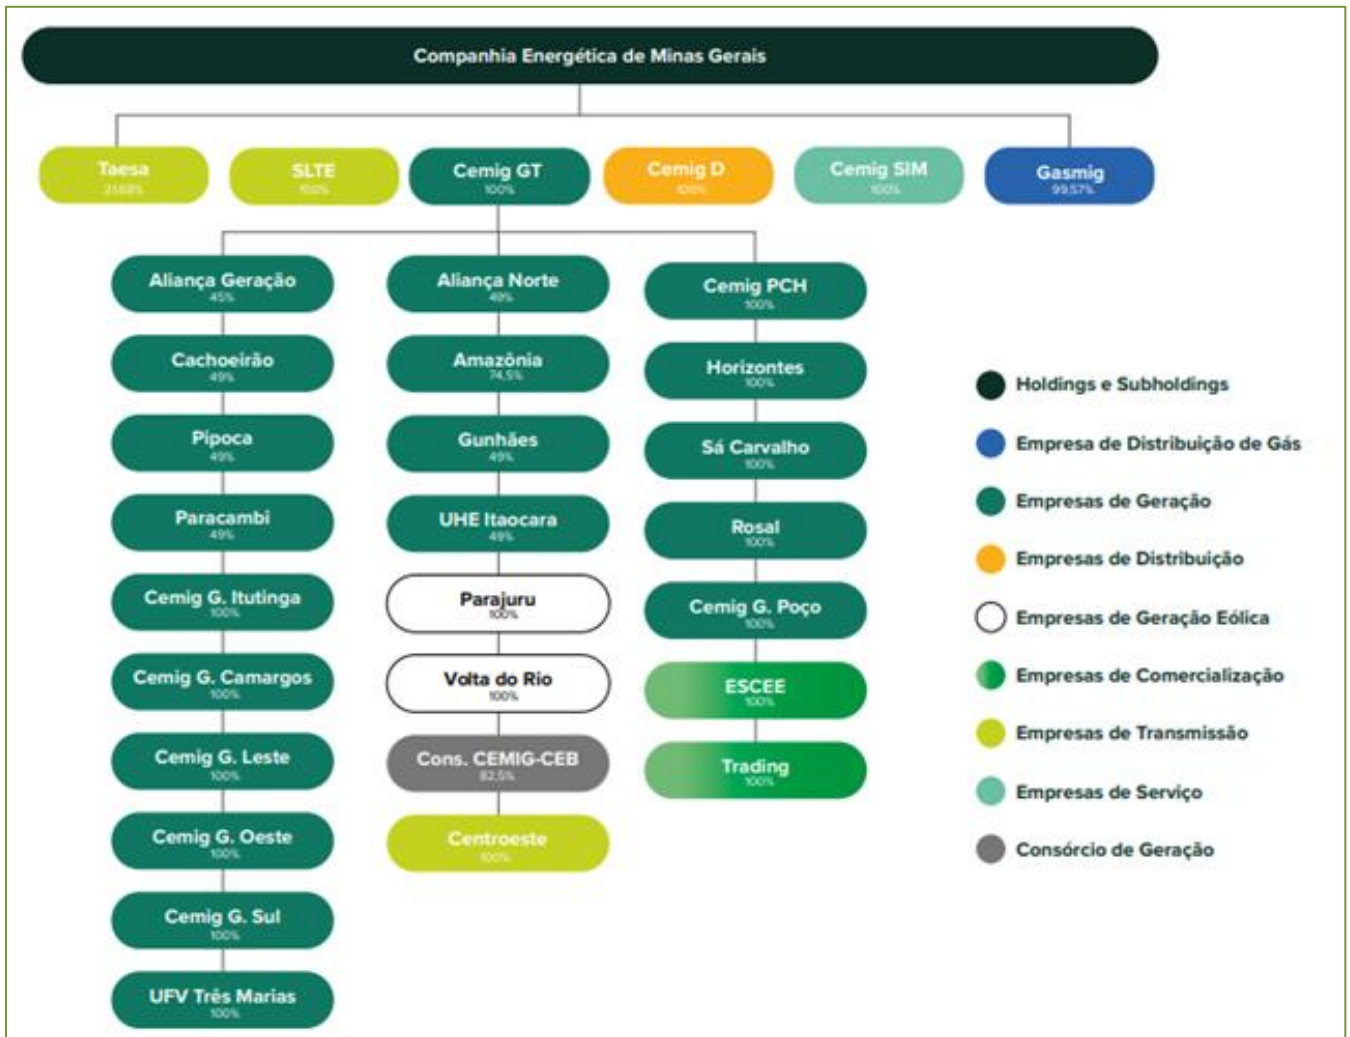 Companhia Energética de Minas Gerais
Taesa
21,68%
SLTE
100%
Cemig GT
100%
Cemig D
100%
Cemig SIM
100%
Gasmig
99,57%
Aliança Geração
45%
Cachoeirão
49%
Pipoca
49%
Paracambi
49%
Cemig G. Itutinga
100%
Cemig G. Camargos
100%
Cemig G. Leste
100%
Cemig G. Oeste
100%
Cemig G. Sul
100%
UFV Três Marias
100%
Aliança Norte
49%
Amazônia
74,5%
Gunhães
49%
UHE Itaocara
49%
Parajuru
100%
Volta do Rio
100%
Cons. CEMIG-CEB
82,5%
Centroeste
100%
Cemig PCH
100%
Horizontes
100%
Sá Carvalho
100%
Rosal
100%
Cemig G. Poço
100%
ESCEE
100%
Trading
100%
Holdings e Subholdings
Empresa de Distribuição de Gás
Empresas de Geração
Empresas de Distribuição
Empresas de Geração Eólica
Empresas de Comercialização
Empresas de Transmissão
Empresas de Serviço
Consórcio de Geração